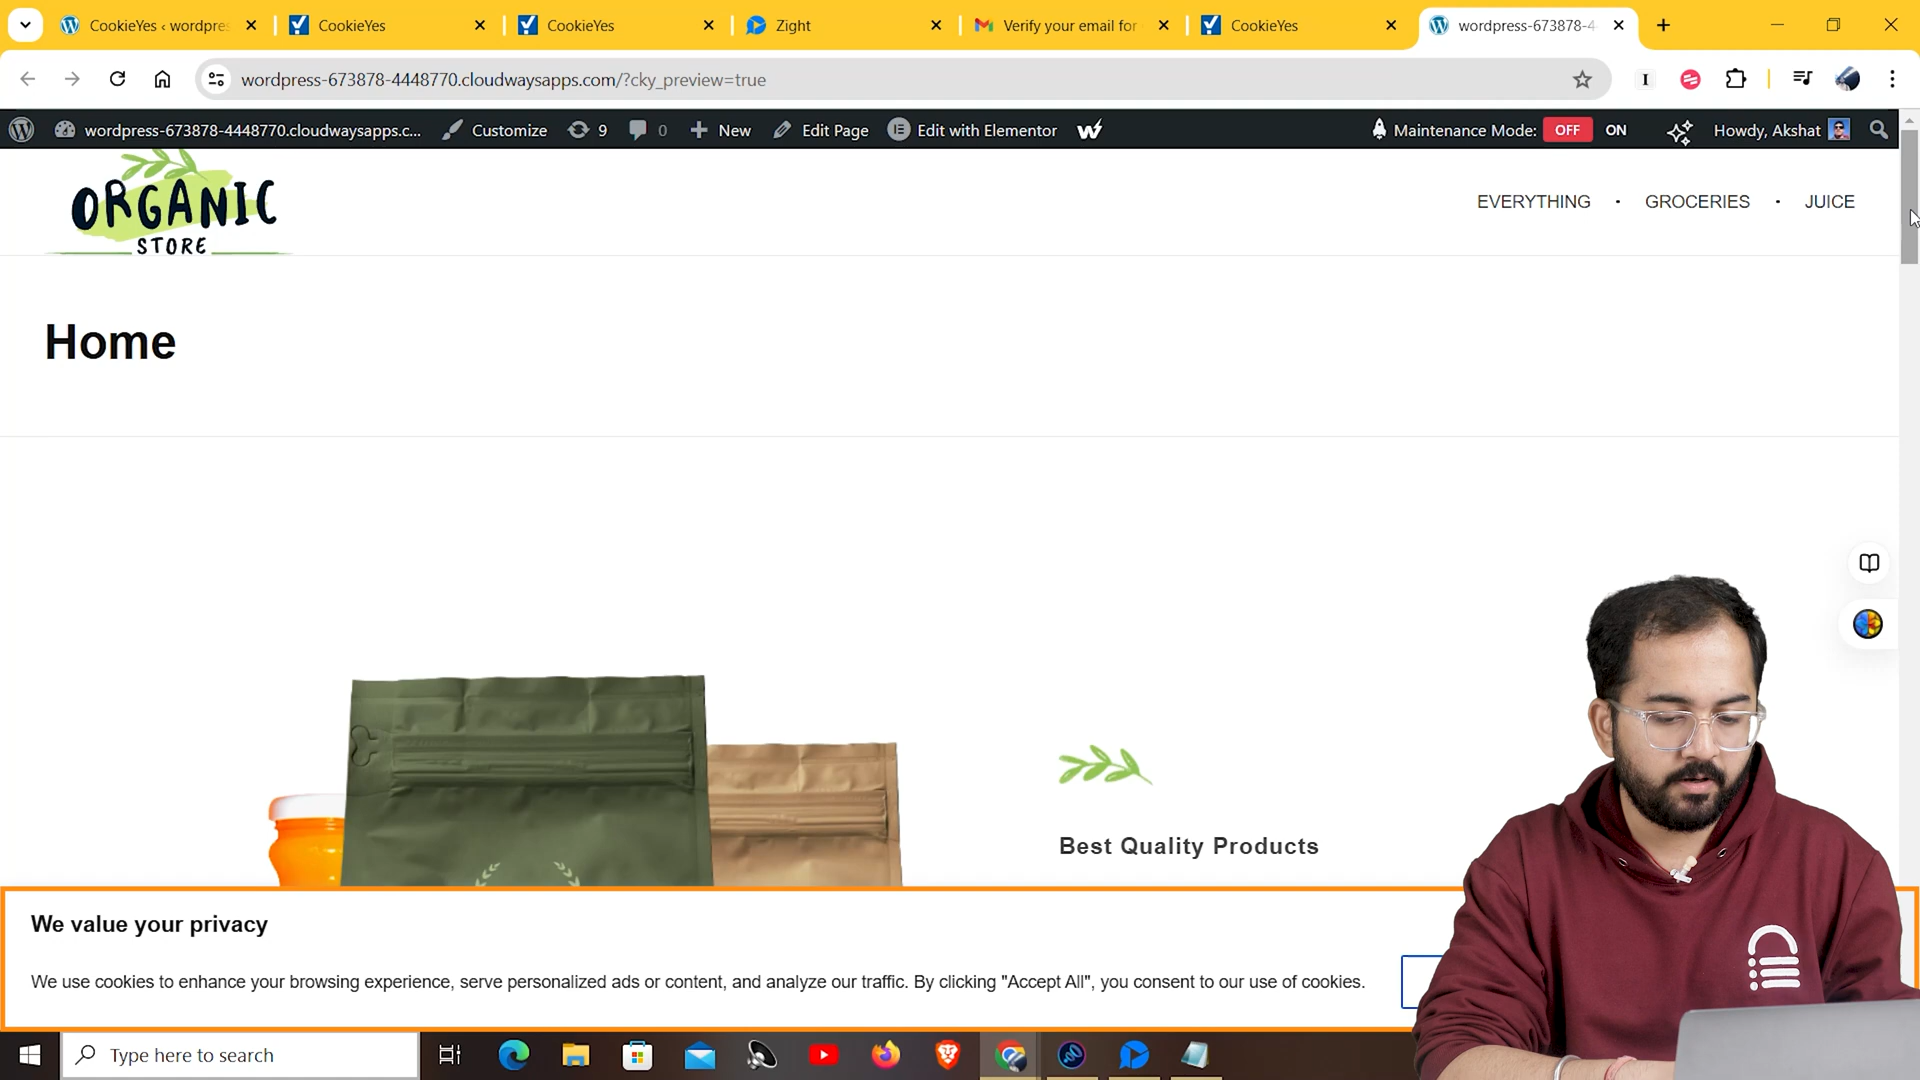 CookieYes ‹ wordpres
CookieYes
CookieYes
Zight
Verify your email for
CookieYes
wordpress-673878-4
wordpress-673878-4448770.cloudwaysapps.com/?cky_preview=true
wordpress-673878-4448770.cloudwaysapps.c...
Customize
9
0
New
Edit Page
Edit with Elementor
Maintenance Mode:
OFF
ON
Howdy, Akshat
ORGANIC
STORE
EVERYTHING
GROCERIES
JUICE
Home
Best Quality Products
We value your privacy
We use cookies to enhance your browsing experience, serve personalized ads or content, and analyze our traffic. By clicking "Accept All", you consent to our use of cookies.
Type here to search